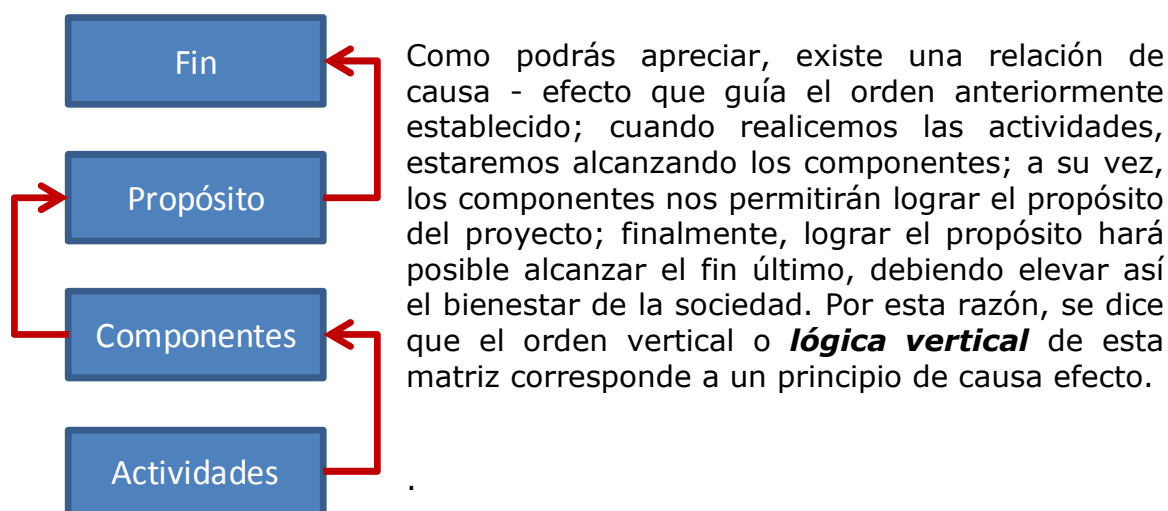 Fin
Propósito
Componentes
Actividades
Como podrás apreciar, existe una relación de
causa - efecto que guía el orden anteriormente
establecido; cuando realicemos las actividades,
estaremos alcanzando los componentes; a su vez,
los componentes nos permitirán lograr el propósito
del proyecto; finalmente, lograr el propósito hará
posible alcanzar el fin último, debiendo elevar así
el bienestar de la sociedad. Por esta razón, se dice
que el orden vertical o lógica vertical de esta
matriz corresponde a un principio de causa efecto.
.